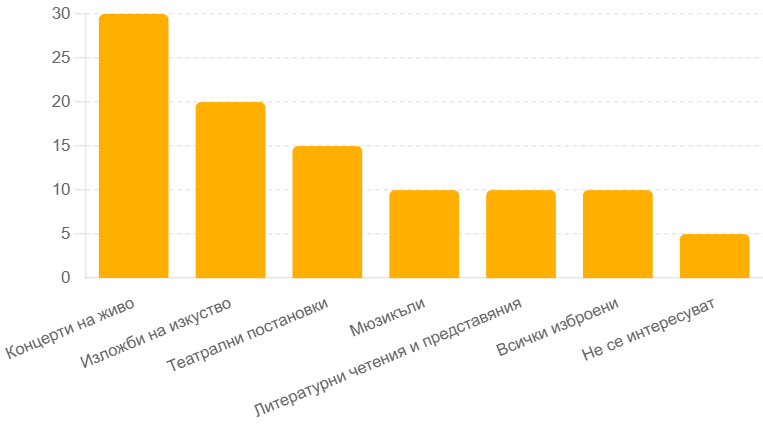 30
25
20
15
10
5
0
Концерти на живо
Изложби на изкуство
Театрални постановки
Мюзикъли
Литературни четения и представяния
Всички изброени
Не се интересуват